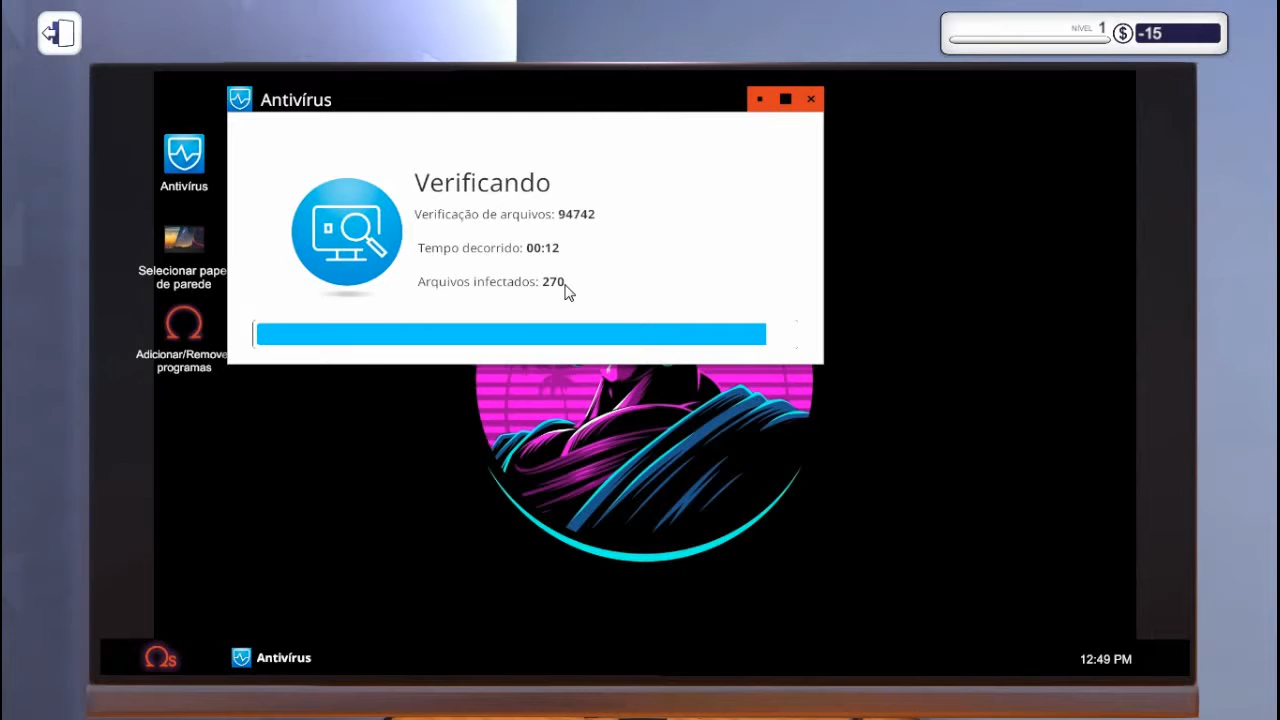 NÍVEL 1 $ -15
Antivírus
Antivírus
Verificando
Verificação de arquivos: 94742
Tempo decorrido: 00:12
Arquivos infectados: 270
Selecionar pape
de parede
Adicionar/Remove
programas
Ωs
Antivírus
12:49 PM